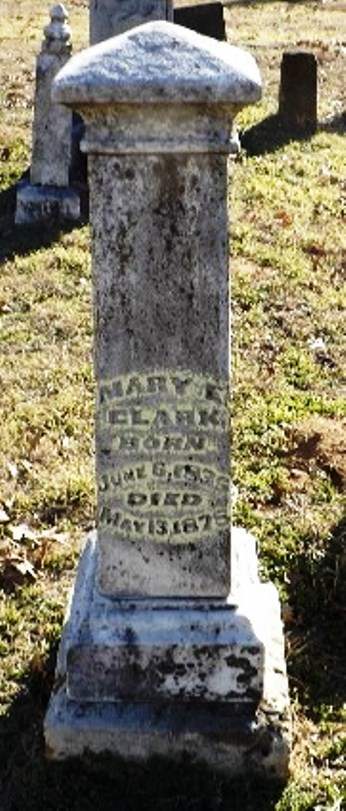 MARY E.
CLARK
BORN
JUNE 6,
DIED
MAY 13, 1875